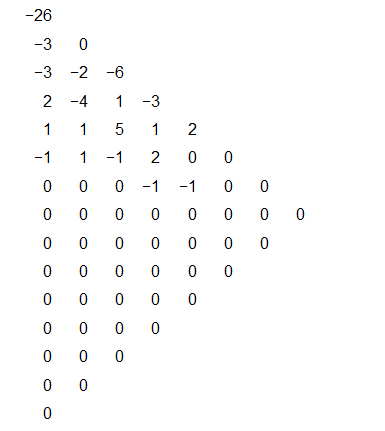 −26
−3 0
−3 −2 −6
2 −4 1 −3
1 1 5 1 2
−1 1 −1 2 0 0
0 0 0 −1 −1 0 0
0 0 0 0 0 0 0 0
0 0 0 0 0 0 0
0 0 0 0 0 0
0 0 0 0 0
0 0 0 0
0 0 0
0 0
0